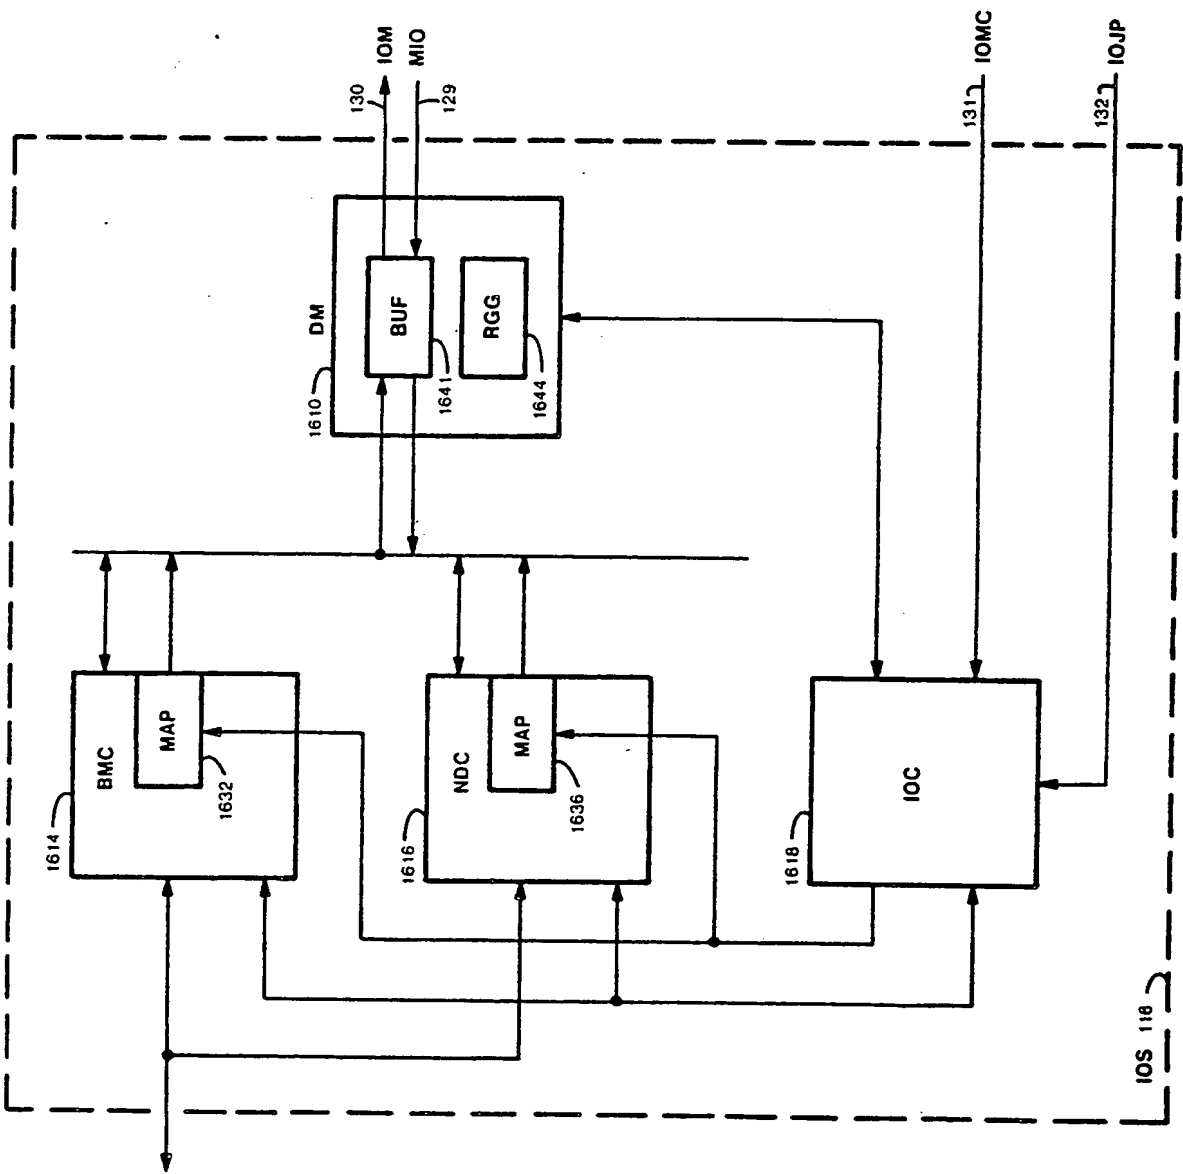 IOM
MIO
130
129
IOMC
IOJP
131
132
DM
BUF
RGG
1610
1641
1644
BMC
MAP
1614
1632
NDC
MAP
1616
1636
IOC
1618
IOS 116